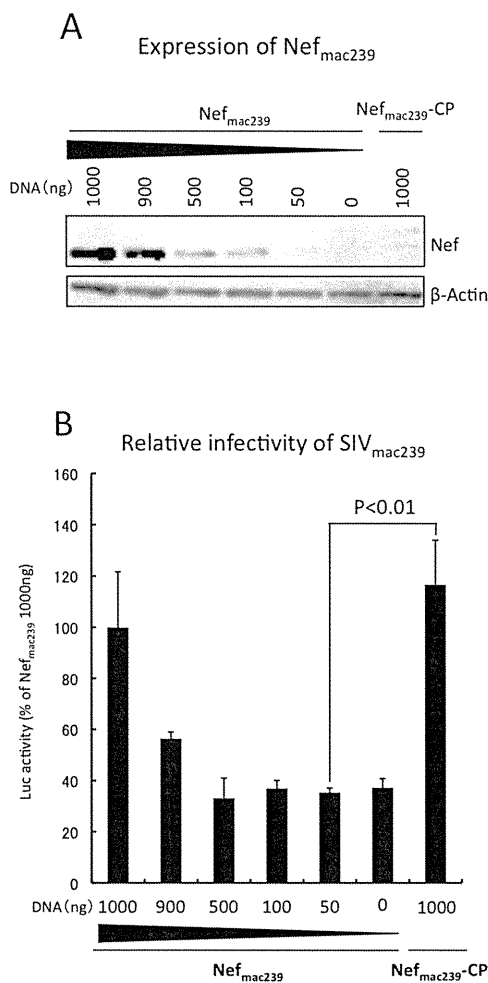 A
Expression of Nefmac239
Nefmac239 Nefmac239-CP
DNA(ng) 1000 900 500 100 50 0 1000
Nef
β-Actin
B
Relative infectivity of SIVmac239
160
P<0.01
140
120
100
80
60
40
20
0
Luc activity (% of Nefmac239 1000ng)
DNA(ng) 1000 900 500 100 50 0 1000
Nefmac239 Nefmac239-CP